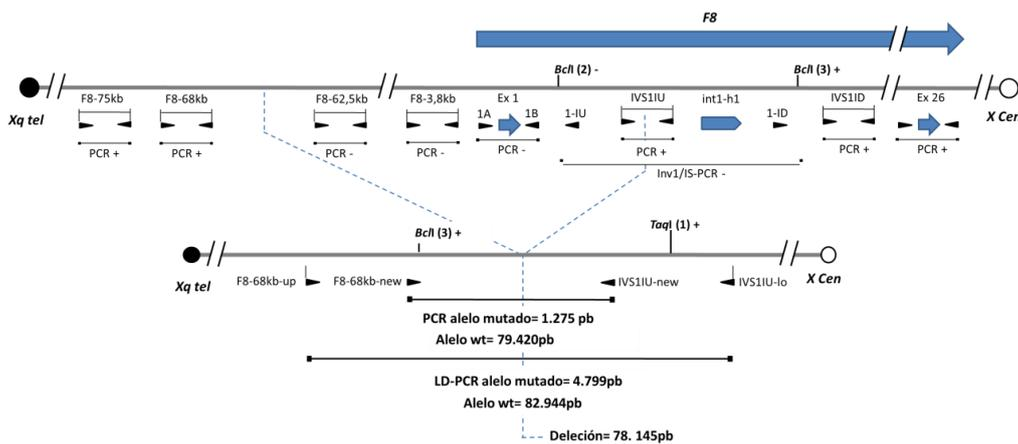 F8
BclI (2) -
BclI (3) +
F8-75kb
F8-68kb
F8-62,5kb
F8-3,8kb
Ex 1
IVS1IU
int1-h1
IVS1ID
Ex 26
1A
1B
1-IU
1-ID
Xq tel
X Cen
PCR +
PCR +
PCR -
PCR -
PCR -
PCR +
PCR +
PCR +
Inv1/IS-PCR -
BclI (3) +
TaqI (1) +
Xq tel
X Cen
F8-68kb-up
F8-68kb-new
IVS1IU-new
IVS1IU-lo
PCR alelo mutado= 1.275 pb
Alelo wt= 79.420pb
LD-PCR alelo mutado= 4.799pb
Alelo wt= 82.944pb
Deleción= 78. 145pb